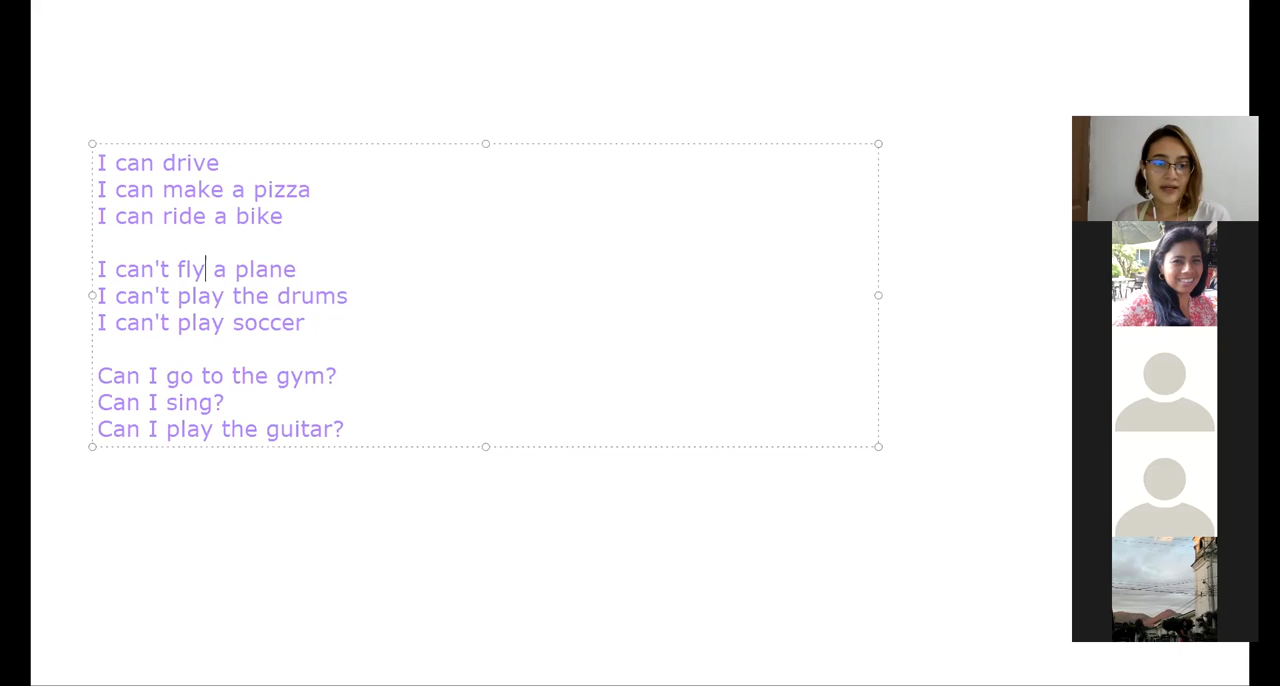 I can drive
I can make a pizza
I can ride a bike
I can't fly a plane
I can't play the drums
I can't play soccer
Can I go to the gym?
Can I sing?
Can I play the guitar?